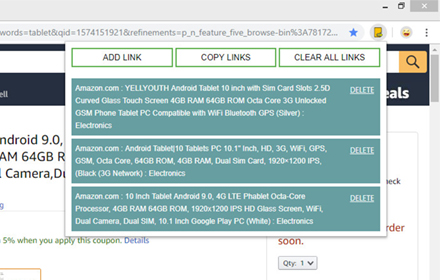 words=tablet&qid=1574151921&refinements=p_n_feature_five_browse-bin%3A78172...
ADD LINK
COPY LINKS
CLEAR ALL LINKS
Amazon.com : YELLYOUTH Android Tablet 10 inch with Sim Card Slots 2.5D
Curved Glass Touch Screen 4GB RAM 64GB ROM Octa Core 3G Unlocked
GSM Phone Tablet PC Compatible with WiFi Bluetooth GPS (Silver) :
Electronics
DELETE
Amazon.com : Android Tablet|10 Tablets PC 10.1" Inch, HD, 3G, WiFi, GPS,
GSM, Octa Core, 64GB ROM, 4GB RAM, Dual Sim Card, 1920×1200 IPS,
(Black (3G Network) : Electronics
DELETE
Amazon.com : 10 Inch Tablet Android 9.0, 4G LTE Phablet Octa-Core
Processor, 4GB RAM 64GB ROM, 1920x1200 IPS HD Glass Screen, WiFi,
Dual Camera, Dual SIM, 10.1 Inch Google Play PC (White) : Electronics
DELETE
ell
eals
ndroid 9.0,
AM 64GB RO
l Camera,Du
5% when you apply this coupon. Details
heck
rder
soon.
Qty: 1